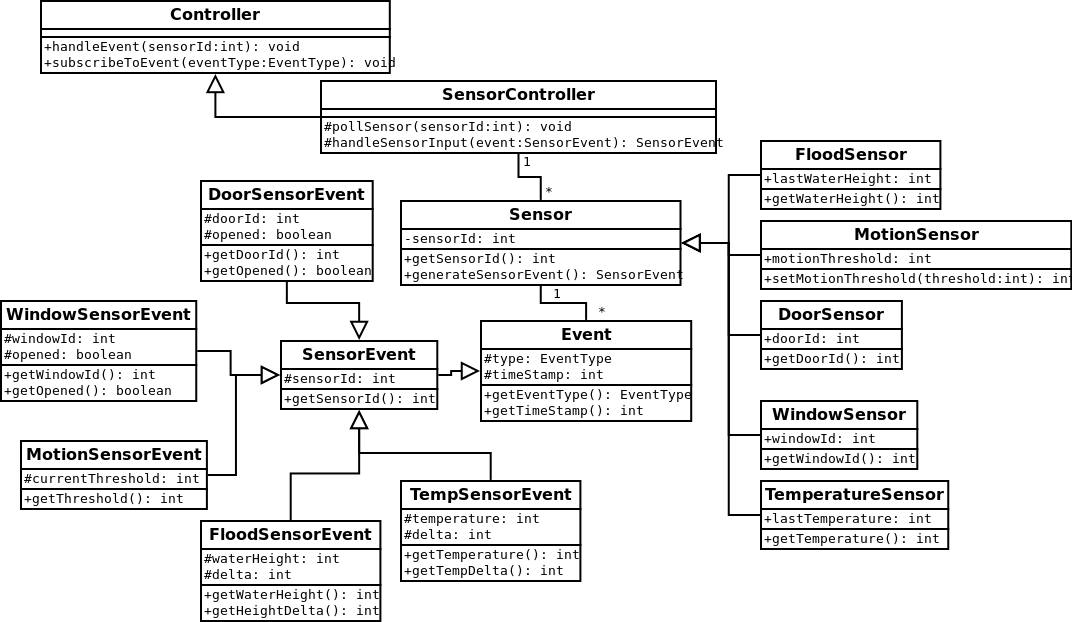 Controller
+handleEvent(sensorId:int): void
+subscribeToEvent(eventType:EventType): void
SensorController
#pollSensor(sensorId:int): void
#handleSensorInput(event:SensorEvent): SensorEvent
1
*
FloodSensor
+lastWaterHeight: int
+getWaterHeight(): int
DoorSensorEvent
#doorId: int
#opened: boolean
+getDoorId(): int
+getOpened(): boolean
Sensor
-sensorId: int
+getSensorId(): int
+generateSensorEvent(): SensorEvent
1
*
MotionSensor
+motionThreshold: int
+setMotionThreshold(threshold:int): int
WindowSensorEvent
#windowId: int
#opened: boolean
+getWindowId(): int
+getOpened(): boolean
SensorEvent
#sensorId: int
+getSensorId(): int
Event
#type: EventType
#timeStamp: int
+getEventType(): EventType
+getTimeStamp(): int
DoorSensor
+doorId: int
+getDoorId(): int
WindowSensor
+windowId: int
+getWindowId(): int
MotionSensorEvent
#currentThreshold: int
+getThreshold(): int
TempSensorEvent
#temperature: int
#delta: int
+getTemperature(): int
+getTempDelta(): int
TemperatureSensor
+lastTemperature: int
+getTemperature(): int
FloodSensorEvent
#waterHeight: int
#delta: int
+getWaterHeight(): int
+getHeightDelta(): int